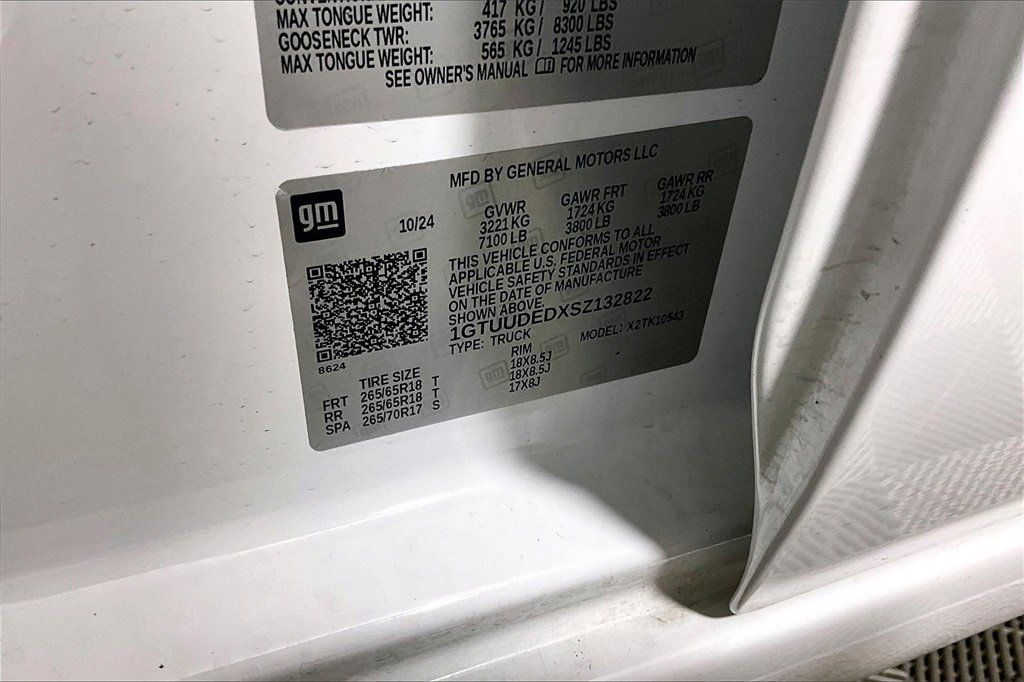 MAX TONGUE WEIGHT: 417 KG/ 920 LBS
GOOSENECK TWR: 3765 KG/ 8300 LBS
MAX TONGUE WEIGHT: 565 KG/ 1245 LBS
SEE OWNER'S MANUAL FOR MORE INFORMATION
MFD BY GENERAL MOTORS LLC
gm
10/24
GVWR GAWR FRT GAWR RR
3221 KG 1724 KG 1724 KG
7100 LB 3800 LB 3800 LB
THIS VEHICLE CONFORMS TO ALL
APPLICABLE U.S. FEDERAL MOTOR
VEHICLE SAFETY STANDARDS IN EFFECT
ON THE DATE OF MANUFACTURE
SHOWN ABOVE.
1GTUUDEDXSZ132822
TYPE: TRUCK MODEL: X2TK10543
8624
TIRE SIZE RIM
FRT 265/65R18 T 18X8.5J
RR 265/65R18 T 18X8.5J
SPA 265/70R17 S 17X8J